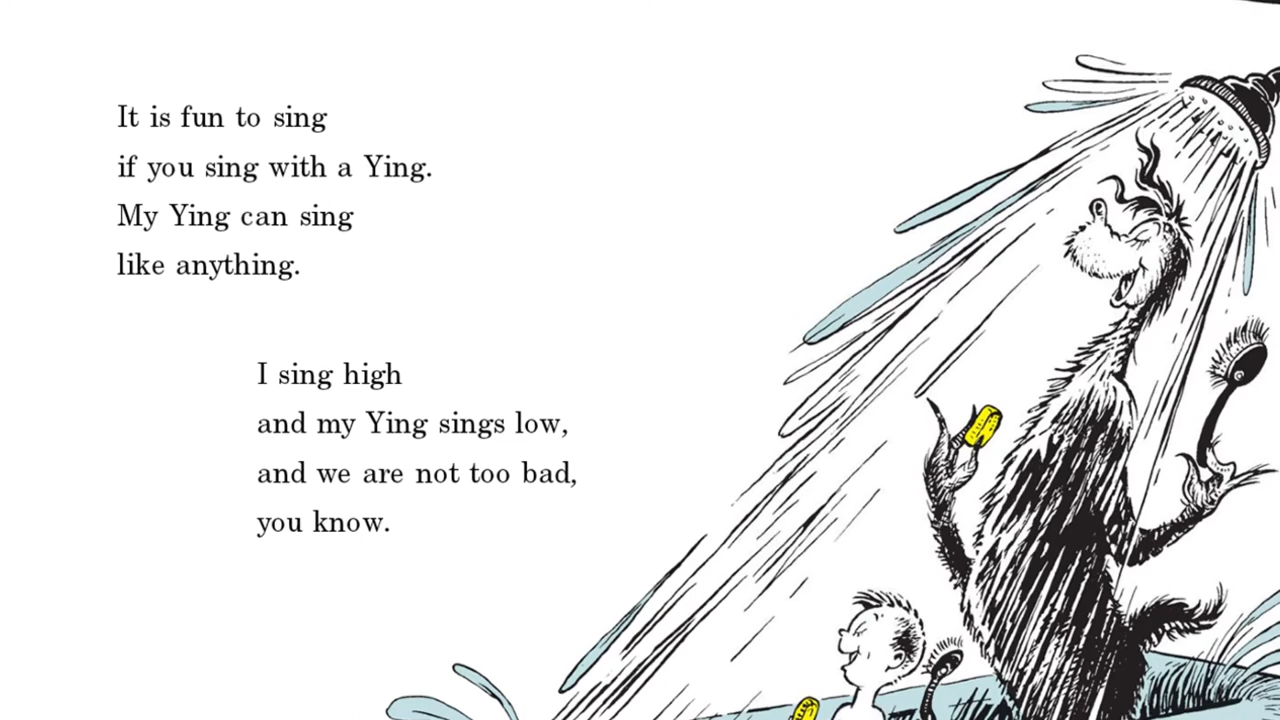 It is fun to sing
if you sing with a Ying.
My Ying can sing
like anything.
I sing high
and my Ying sings low,
and we are not too bad,
you know.